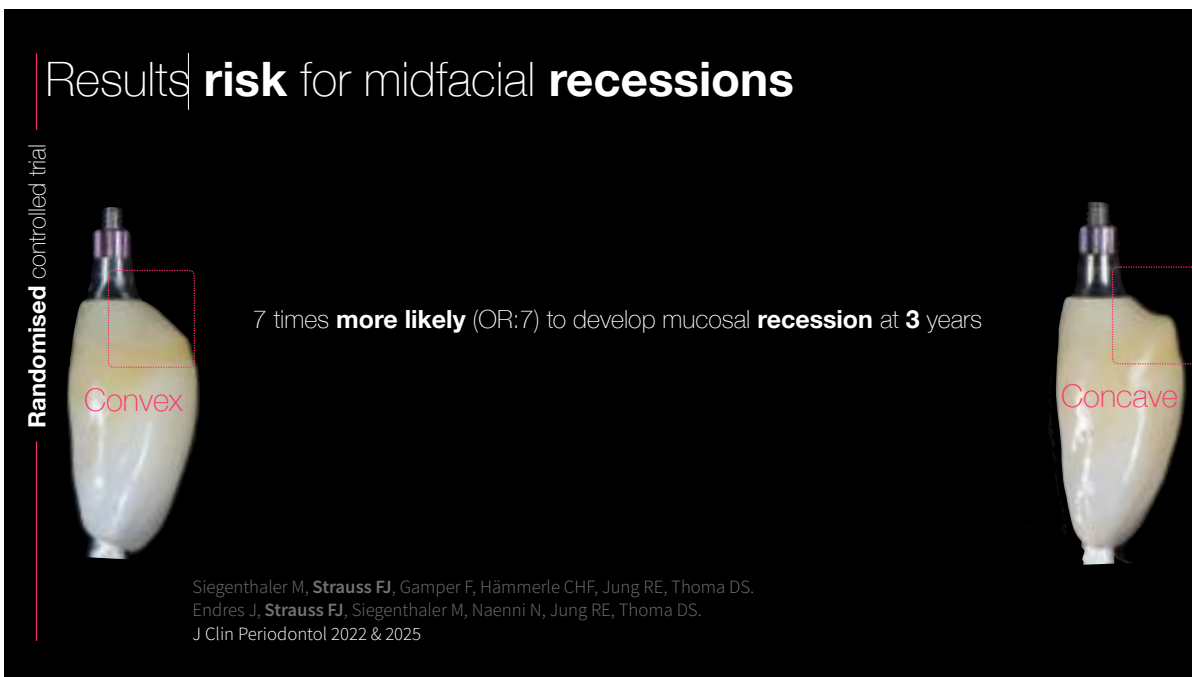 Results risk for midfacial recessions
Randomised controlled trial
7 times more likely (OR:7) to develop mucosal recession at 3 years
Convex
Concave
Siegenthaler M, Strauss FJ, Gamper F, Hämmerle CHF, Jung RE, Thoma DS.
Endres J, Strauss FJ, Siegenthaler M, Naenni N, Jung RE, Thoma DS.
J Clin Periodontol 2022 & 2025